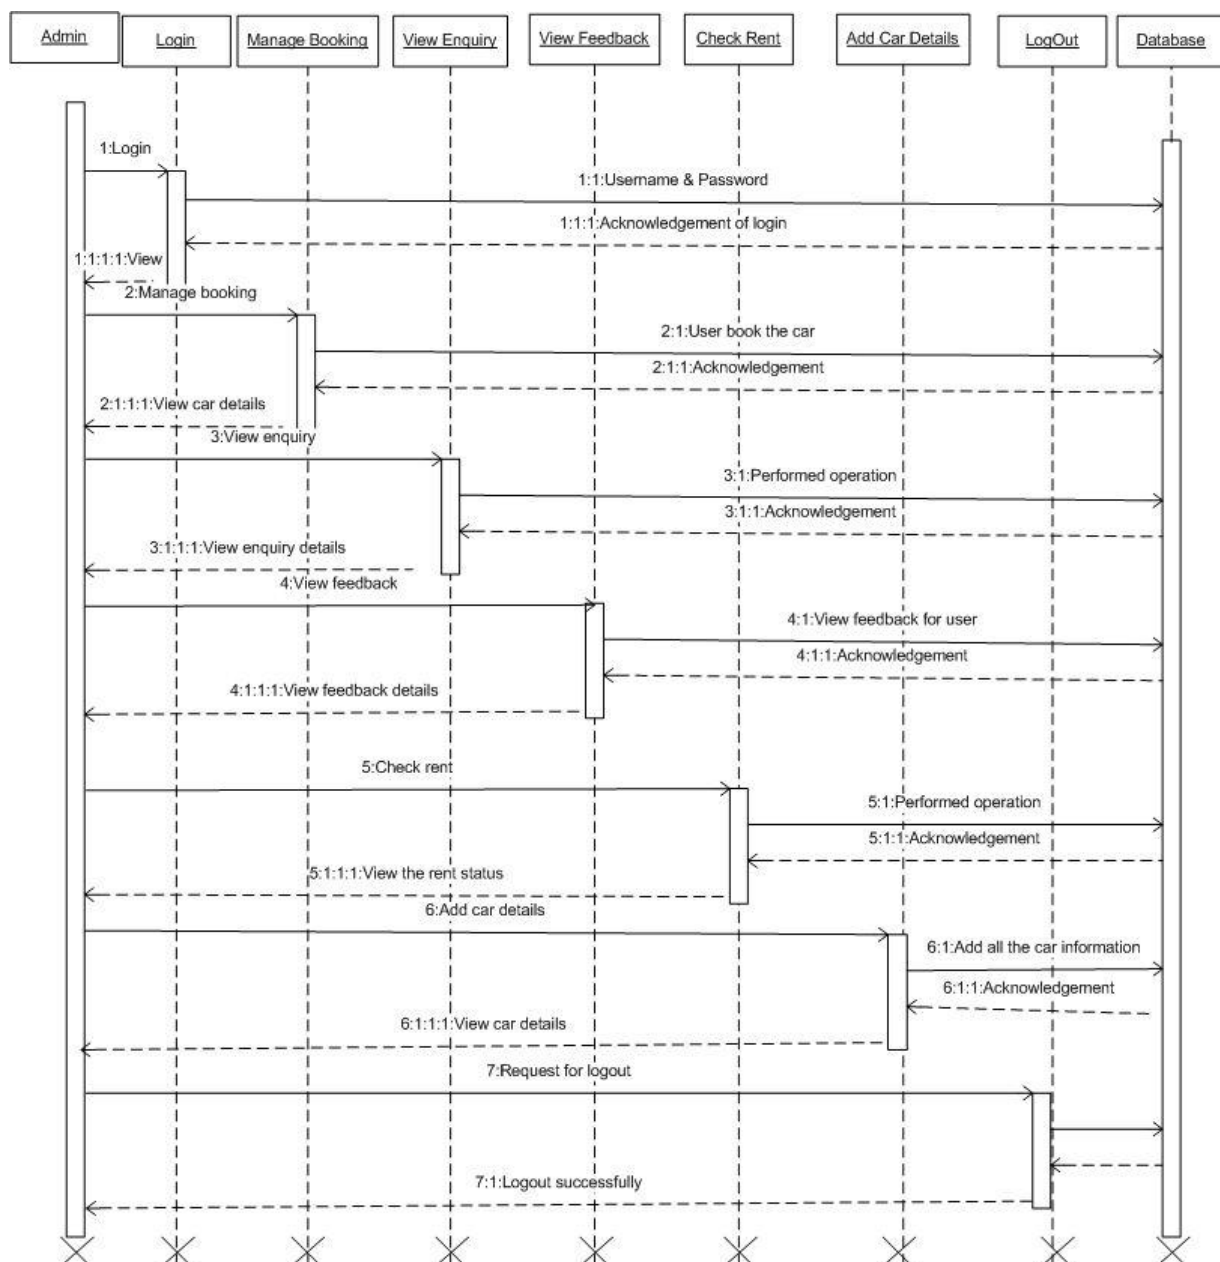 Admin
Login
Manage Booking
View Enquiry
View Feedback
Check Rent
Add Car Details
LogOut
Database
1:Login
1:1:Username & Password
1:1:1:Acknowledgement of login
1:1:1:1:View
2:Manage booking
2:1:User book the car
2:1:1:Acknowledgement
2:1:1:1:View car details
3:View enquiry
3:1:Performed operation
3:1:1:Acknowledgement
3:1:1:1:View enquiry details
4:View feedback
4:1:View feedback for user
4:1:1:Acknowledgement
4:1:1:1:View feedback details
5:Check rent
5:1:Performed operation
5:1:1:Acknowledgement
5:1:1:1:View the rent status
6:Add car details
6:1:Add all the car information
6:1:1:Acknowledgement
6:1:1:1:View car details
7:Request for logout
7:1:Logout successfully